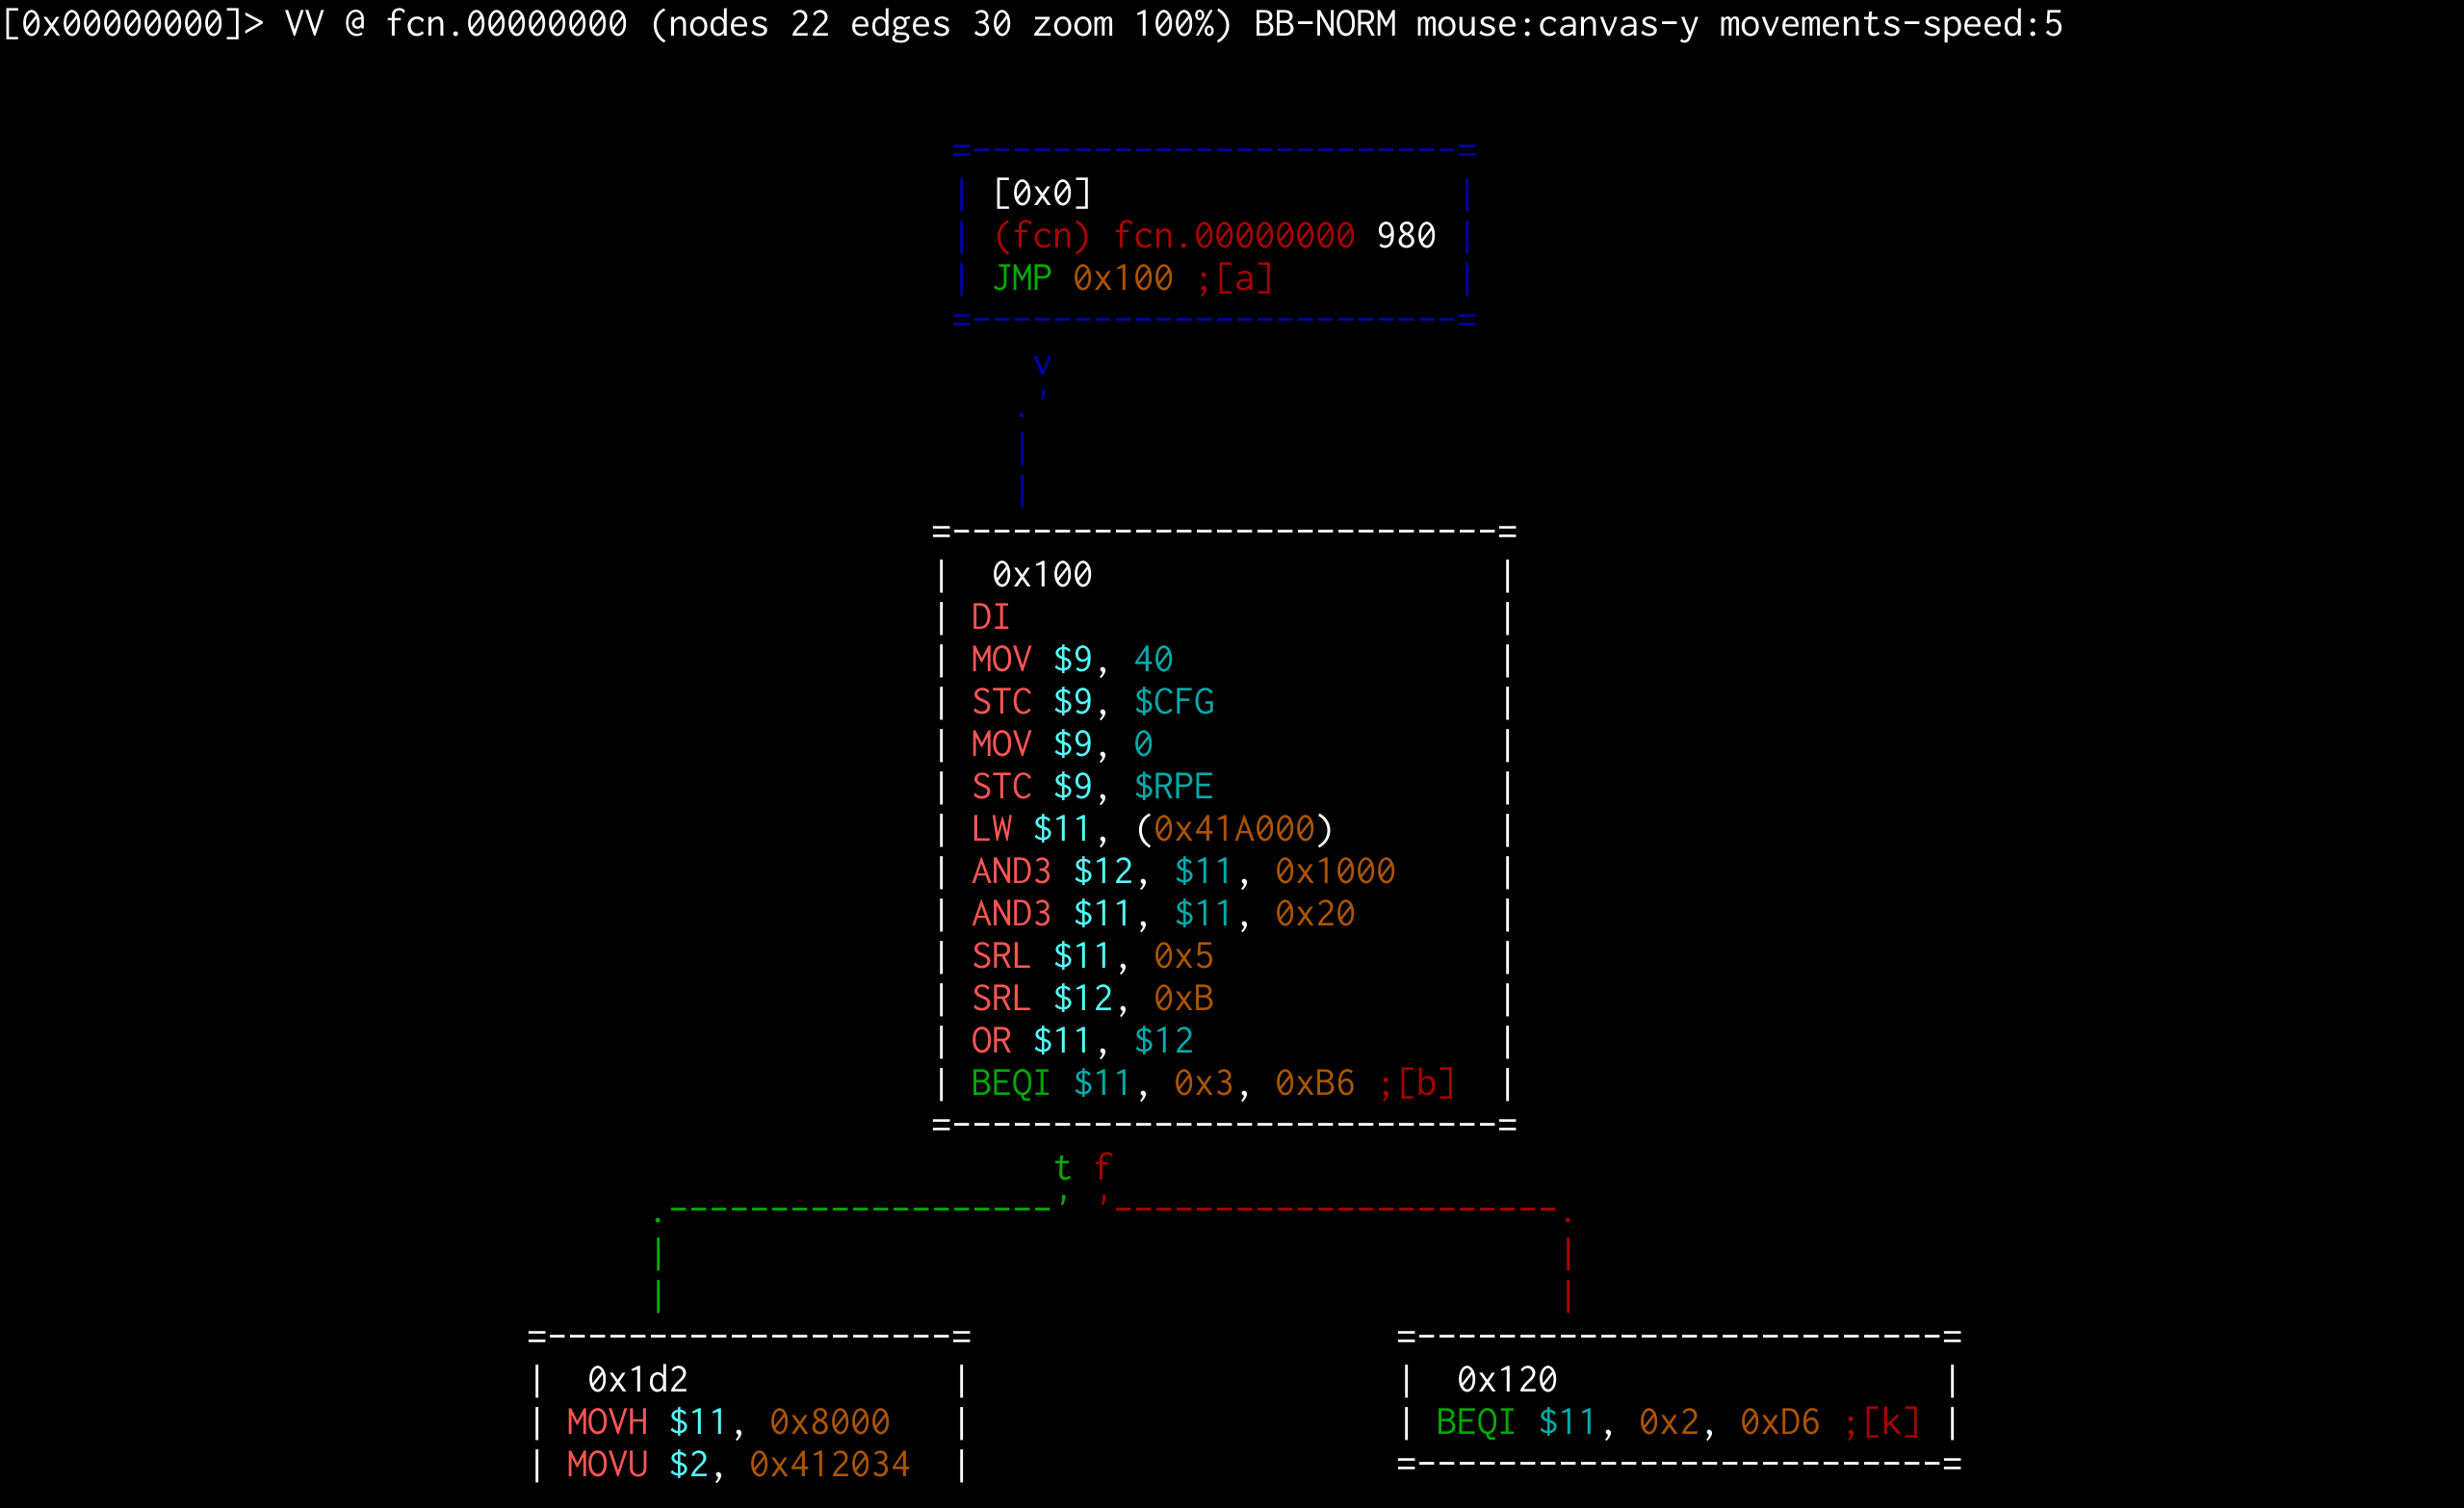 [0x00000000]> VV @ fcn.00000000 (nodes 22 edges 30 zoom 100%) BB-NORM mouse:canvas-y movements-speed:5
[0x0]
(fcn) fcn.00000000 980
JMP 0x100 ;[a]
v
0x100
DI
MOV $9, 40
STC $9, $CFG
MOV $9, 0
STC $9, $RPE
LW $11, (0x41A000)
AND3 $12, $11, 0x1000
AND3 $11, $11, 0x20
SRL $11, 0x5
SRL $12, 0xB
OR $11, $12
BEQI $11, 0x3, 0xB6 ;[b]
t f
0x1d2
MOVH $11, 0x8000
MOVU $2, 0x412034
0x120
BEQI $11, 0x2, 0xD6 ;[k]